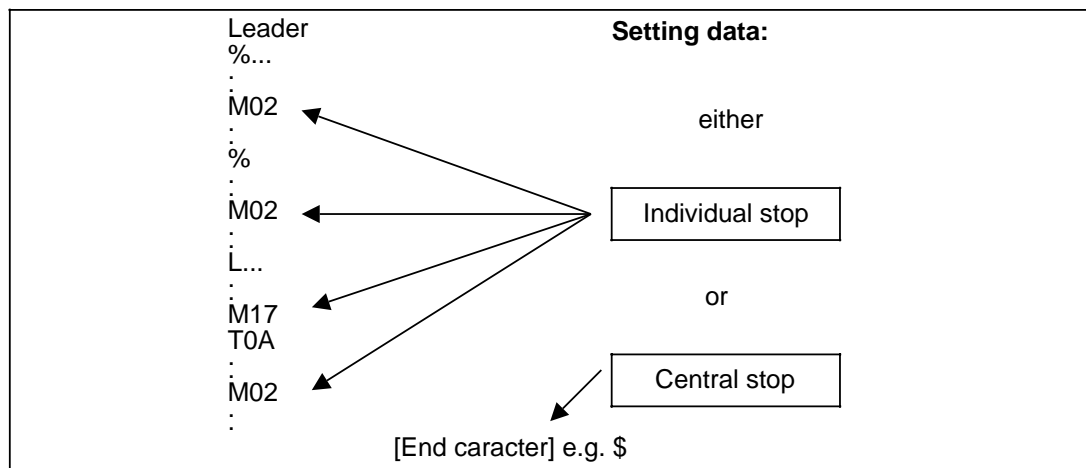 Leader
%...
.
.
M02
.
.
%
.
M02
.
.
L...
.
M17
T0A
.
.
M02
.
:
Setting data:
either
Individual stop
or
Central stop
[End caracter] e.g. $